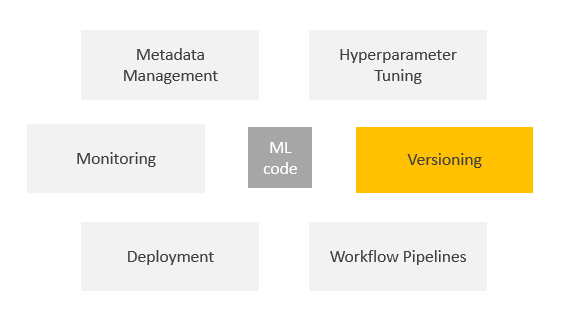 Metadata
Management
Hyperparameter
Tuning
Monitoring
ML
code
Versioning
Deployment
Workflow Pipelines